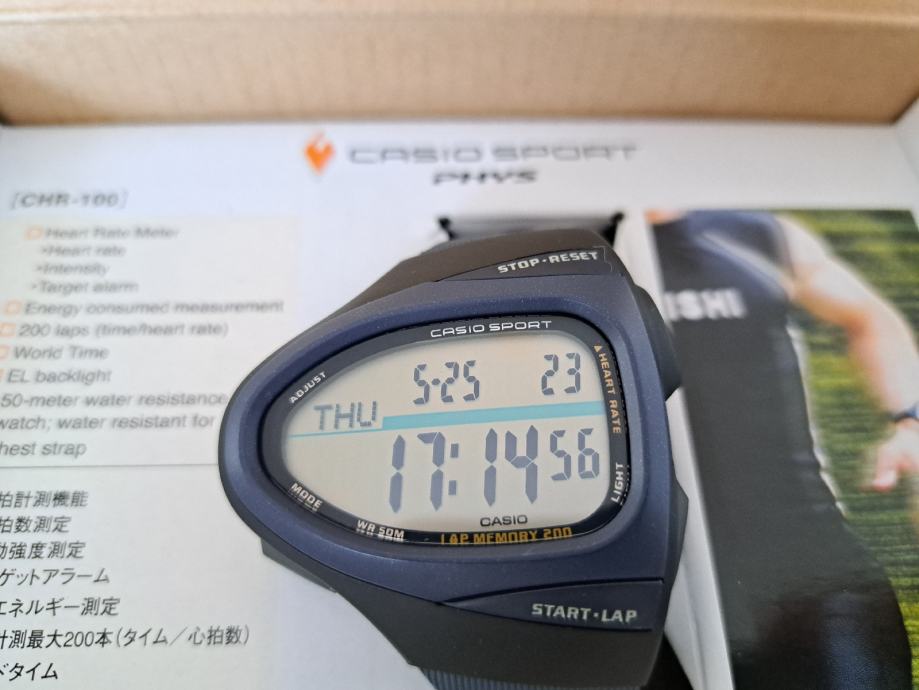 CASIO SPORT
PHYS
[CHR-100]
Heart Rate Meter
•Heart rate
•Intensity
•Target alarm
Energy consumed measurement
200 laps (time/heart rate)
World Time
EL backlight
50-meter water resistance
watch; water resistant for
hest strap
拍計測機能
拍数測定
動強度測定
ゲットアラーム
エネルギー測定
計測最大200本(タイム/心拍数)
ドタイム
STOP•RESET
CASIO SPORT
ADJUST
▲HEART RATE
5-25 23
THU
17:14 56
LIGHT
MODE
WR 50M
CASIO
LAP MEMORY 200
START•LAP
ISHI